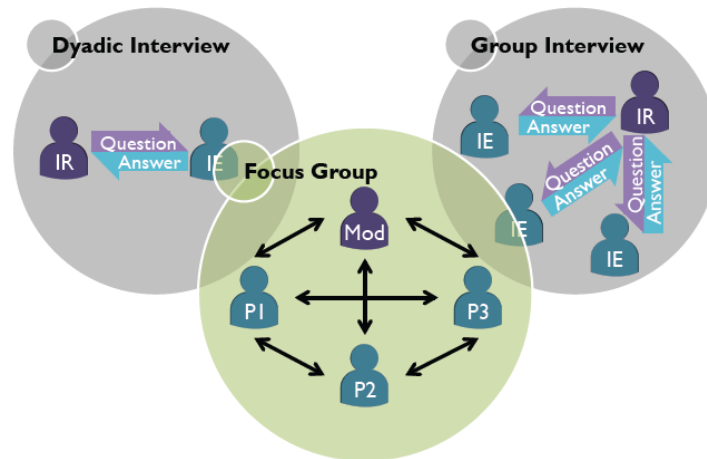 Dyadic Interview
IR
Question
Answer
IE
Group Interview
IE
Question
Answer
IR
Question
Answer
IE
Question
Answer
IE
Focus Group
Mod
P1
P3
P2